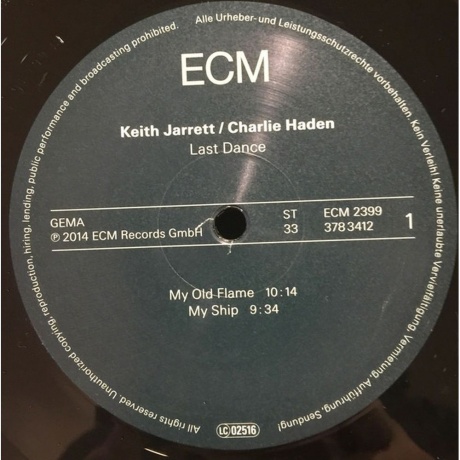 Alle Urheber- und Leistungsschutzrechte vorbehalten. Kein Verleih! Keine unerlaubte Vervielfältigung, Vermietung, Aufführung, Sendung!
ECM
Keith Jarrett / Charlie Haden
Last Dance
GEMA ST ECM 2399
℗ 2014 ECM Records GmbH 33 378 3412 1
My Old Flame 10:14
My Ship 9:34
All rights reserved. Unauthorized copying, reproduction, hiring, lending, public performance and broadcasting prohibited.
LC 02516